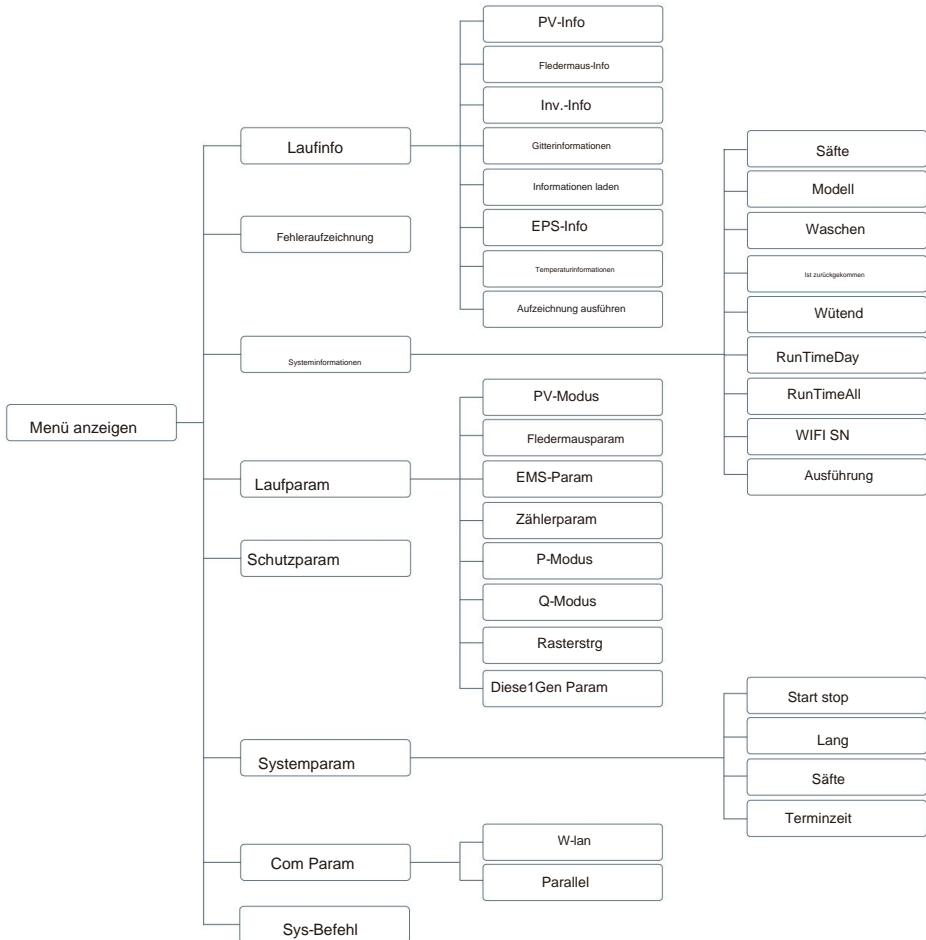 Menü anzeigen
Laufinfo
PV-Info
Fledermaus-Info
Inv.-Info
Gitterinformationen
Informationen laden
EPS-Info
Temperaturinformationen
Aufzeichnung ausführen
Fehleraufzeichnung
Systeminformationen
Säfte
Modell
Waschen
Ist zurückgekommen
Wütend
RunTimeDay
RunTimeAll
WIFI SN
Ausführung
Laufparam
PV-Modus
Fledermausparam
EMS-Param
Zählerparam
P-Modus
Q-Modus
Rasterstrg
Diese1Gen Param
Schutzparam
Systemparam
Start stop
Lang
Säfte
Terminzeit
Com Param
W-lan
Parallel
Sys-Befehl